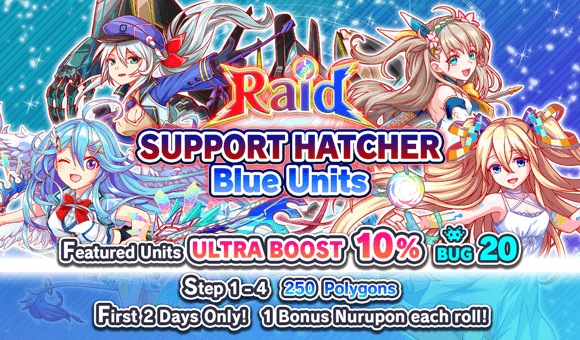 Raid
SUPPORT HATCHER
Blue Units
Featured Units ULTRA BOOST 10% BUG 20
Step 1 - 4 250 Polygons
First 2 Days Only! 1 Bonus Nurupon each roll!